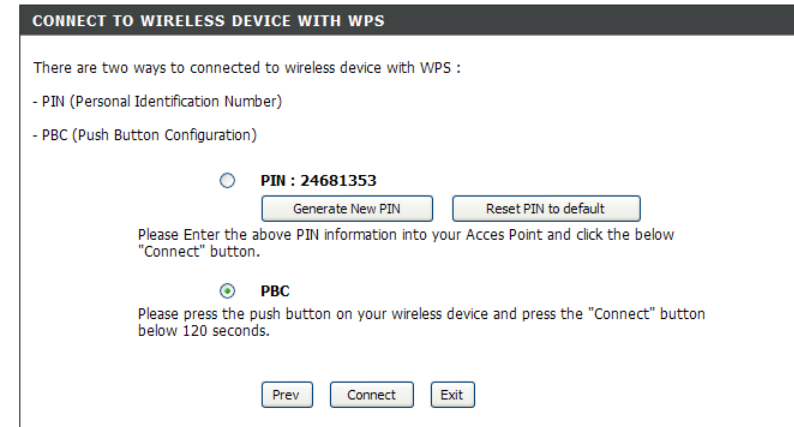 CONNECT TO WIRELESS DEVICE WITH WPS
There are two ways to connected to wireless device with WPS :
- PIN (Personal Identification Number)
- PBC (Push Button Configuration)
PIN : 24681353
Generate New PIN Reset PIN to default
Please Enter the above PIN information into your Acces Point and click the below
"Connect" button.
PBC
Please press the push button on your wireless device and press the "Connect" button
below 120 seconds.
Prev Connect Exit